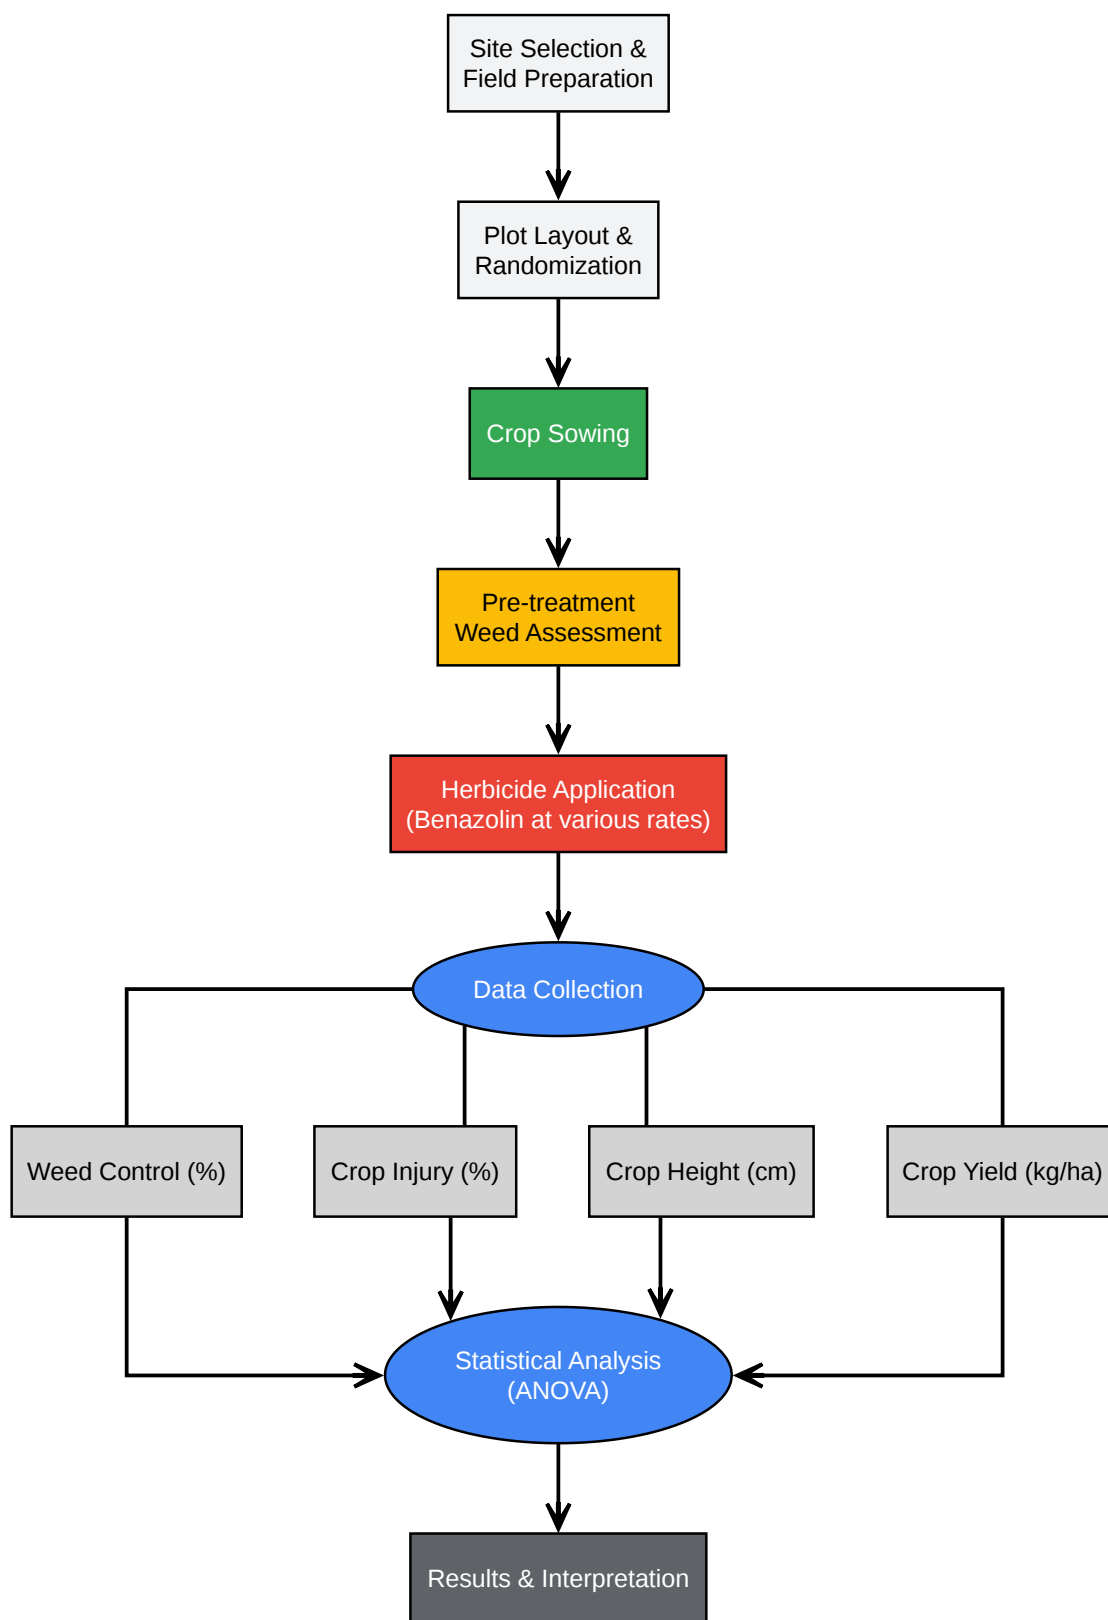 Site Selection &
Field Preparation
Plot Layout &
Randomization
Crop Sowing
Pre-treatment
Weed Assessment
Herbicide Application
(Benazolin at various rates)
Data Collection
Weed Control (%)
Crop Injury (%)
Crop Height (cm)
Crop Yield (kg/ha)
Statistical Analysis
(ANOVA)
Results & Interpretation